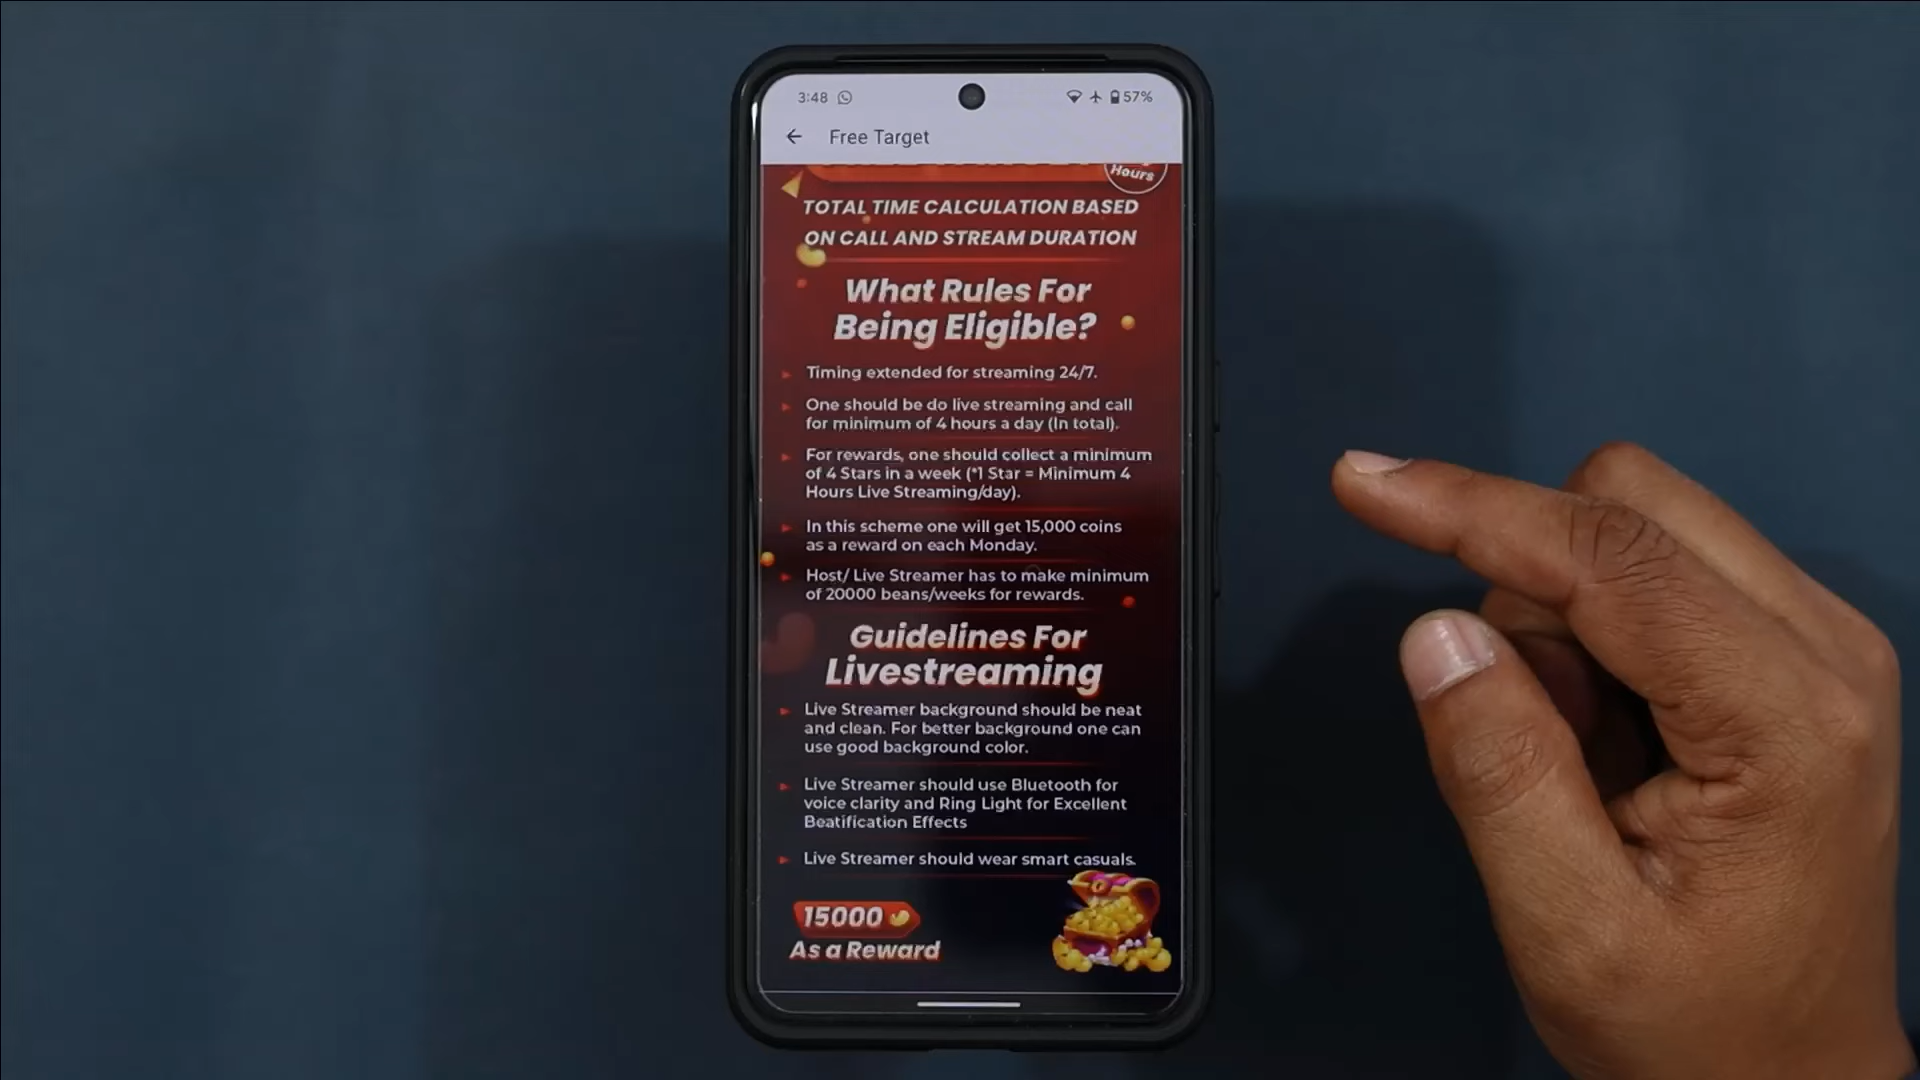 3:48
57%
Free Target
Hours
TOTAL TIME CALCULATION BASED
ON CALL AND STREAM DURATION
What Rules For
Being Eligible?
Timing extended for streaming 24/7.
One should be do live streaming and call
for minimum of 4 hours a day (In total).
For rewards, one should collect a minimum
of 4 Stars in a week (*1 Star = Minimum 4
Hours Live Streaming/day).
In this scheme one will get 15,000 coins
as a reward on each Monday.
Host/ Live Streamer has to make minimum
of 20000 beans/weeks for rewards.
Guidelines For
Livestreaming
Live Streamer background should be neat
and clean. For better background one can
use good background color.
Live Streamer should use Bluetooth for
voice clarity and Ring Light for Excellent
Beatification Effects
Live Streamer should wear smart casuals.
15000
As a Reward